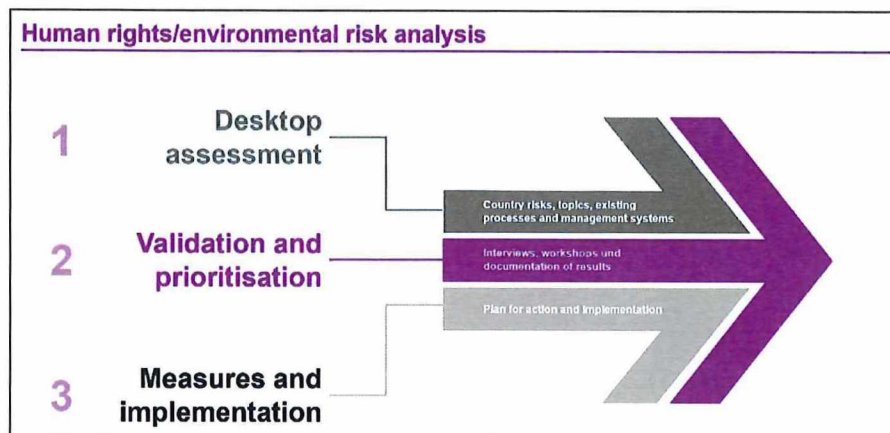 Human rights/environmental risk analysis
1
Desktop
assessment
Country risks, topics, existing
processes and management systems
2
Validation and
prioritisation
Interviews, workshops und
documentation of results
Plan for action and implementation
3
Measures and
implementation